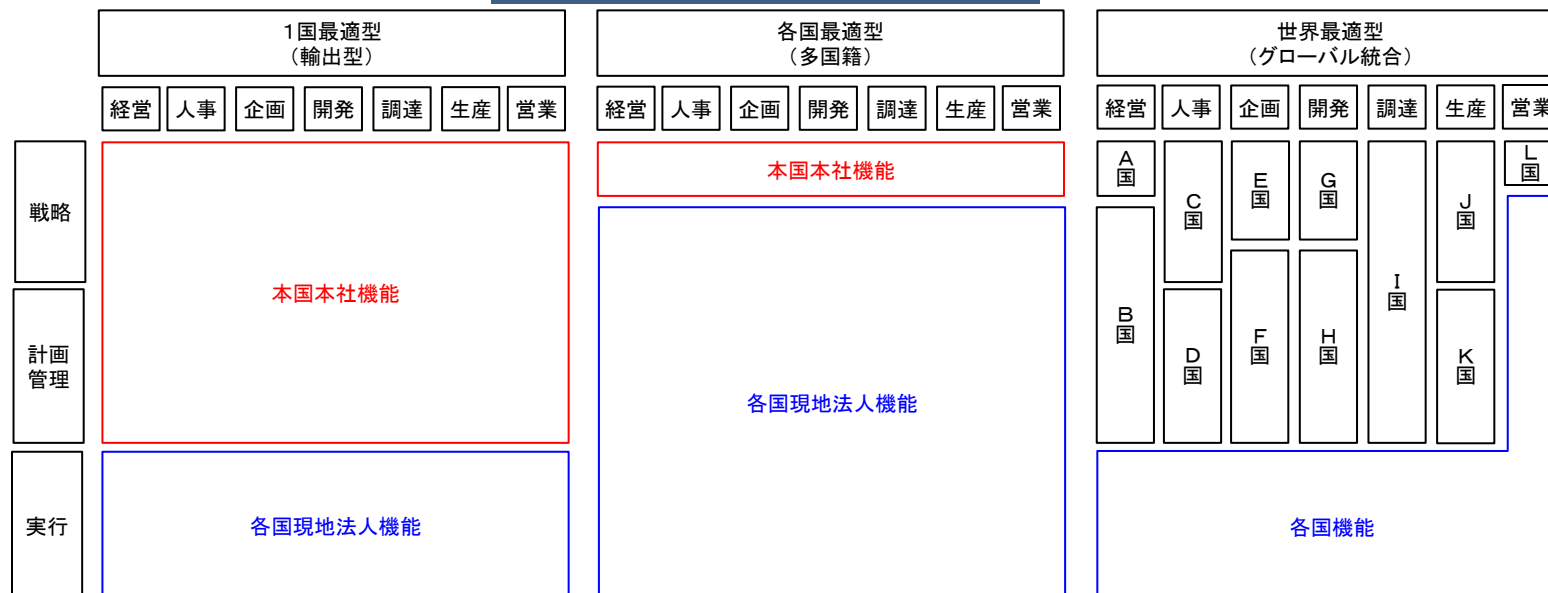 1国最適型
（輸出型）
各国最適型
（多国籍）
世界最適型
（グローバル統合）
経営 人事 企画 開発 調達 生産 営業
経営 人事 企画 開発 調達 生産 営業
経営 人事 企画 開発 調達 生産 営業
戦略
計画
管理
実行
本国本社機能
各国現地法人機能
本国本社機能
各国現地法人機能
A
国
B
国
C
国
D
国
E
国
F
国
G
国
H
国
I
国
J
国
K
国
L
国
各国機能